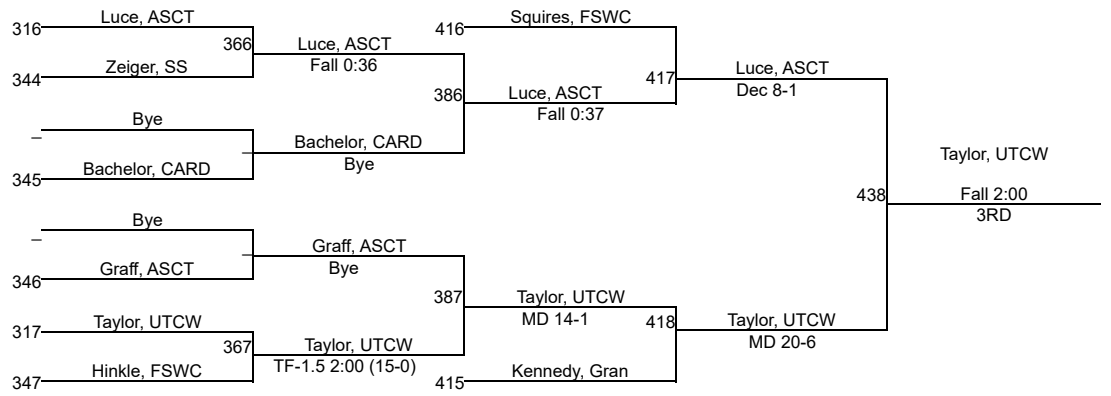 316
Luce, ASCT
366
344
Zeiger, SS
Luce, ASCT
Fall 0:36
386
–
Bye
–
345
Bachelor, CARD
Bachelor, CARD
Bye
416
Squires, FSWC
417
Luce, ASCT
Fall 0:37
Luce, ASCT
Dec 8-1
438
–
Bye
–
346
Graff, ASCT
Graff, ASCT
Bye
387
317
Taylor, UTCW
367
347
Hinkle, FSWC
Taylor, UTCW
TF-1.5 2:00 (15-0)
Taylor, UTCW
MD 14-1
418
415
Kennedy, Gran
Taylor, UTCW
MD 20-6
Taylor, UTCW
Fall 2:00
3RD